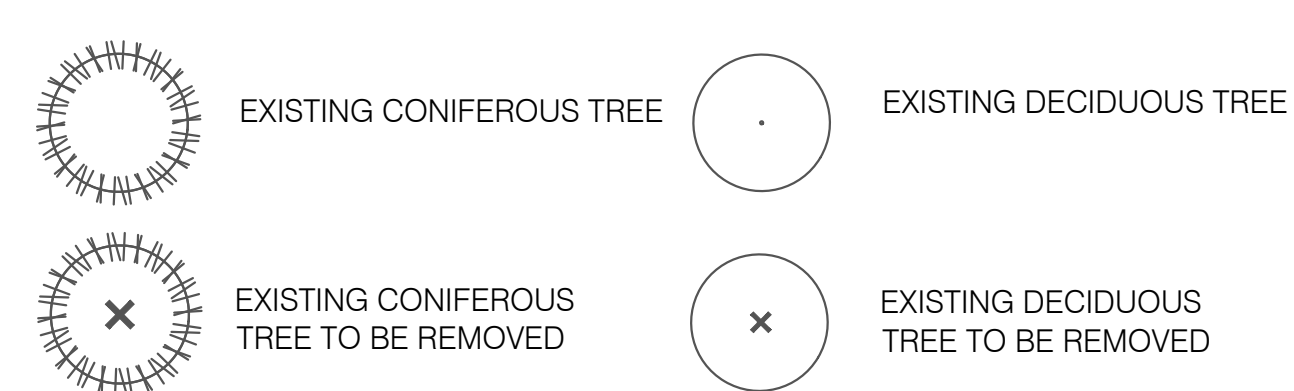 EXISTING CONIFEROUS TREE
EXISTING DECIDUOUS TREE
EXISTING CONIFEROUS
TREE TO BE REMOVED
EXISTING DECIDUOUS
TREE TO BE REMOVED